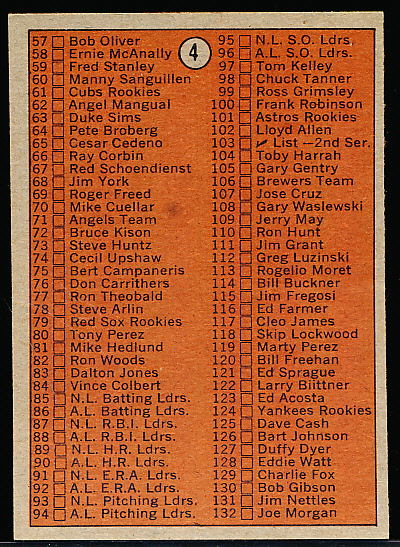 4
57 Bob Oliver
58 Ernie McAnally
59 Fred Stanley
60 Manny Sanguillen
61 Cubs Rookies
62 Angel Mangual
63 Duke Sims
64 Pete Broberg
65 Cesar Cedeno
66 Ray Corbin
67 Red Schoendienst
68 Jim York
69 Roger Freed
70 Mike Cuellar
71 Angels Team
72 Bruce Kison
73 Steve Huntz
74 Cecil Upshaw
75 Bert Campaneris
76 Don Carrithers
77 Ron Theobald
78 Steve Arlin
79 Red Sox Rookies
80 Tony Perez
81 Mike Hedlund
82 Ron Woods
83 Dalton Jones
84 Vince Colbert
85 N.L. Batting Ldrs.
86 A.L. Batting Ldrs.
87 N.L. R.B.I. Ldrs.
88 A.L. R.B.I. Ldrs.
89 N.L. H.R. Ldrs.
90 A.L. H.R. Ldrs.
91 N.L. E.R.A. Ldrs.
92 A.L. E.R.A. Ldrs.
93 N.L. Pitching Ldrs.
94 A.L. Pitching Ldrs.
95 N.L. S.O. Ldrs.
96 A.L. S.O. Ldrs.
97 Tom Kelley
98 Chuck Tanner
99 Ross Grimsley
100 Frank Robinson
101 Astros Rookies
102 Lloyd Allen
103 List—2nd Ser.
104 Toby Harrah
105 Gary Gentry
106 Brewers Team
107 Jose Cruz
108 Gary Waslewski
109 Jerry May
110 Ron Hunt
111 Jim Grant
112 Greg Luzinski
113 Rogelio Moret
114 Bill Buckner
115 Jim Fregosi
116 Ed Farmer
117 Cleo James
118 Skip Lockwood
119 Marty Perez
120 Bill Freehan
121 Ed Sprague
122 Larry Biittner
123 Ed Acosta
124 Yankees Rookies
125 Dave Cash
126 Bart Johnson
127 Duffy Dyer
128 Eddie Watt
129 Charlie Fox
130 Bob Gibson
131 Jim Nettles
132 Joe Morgan